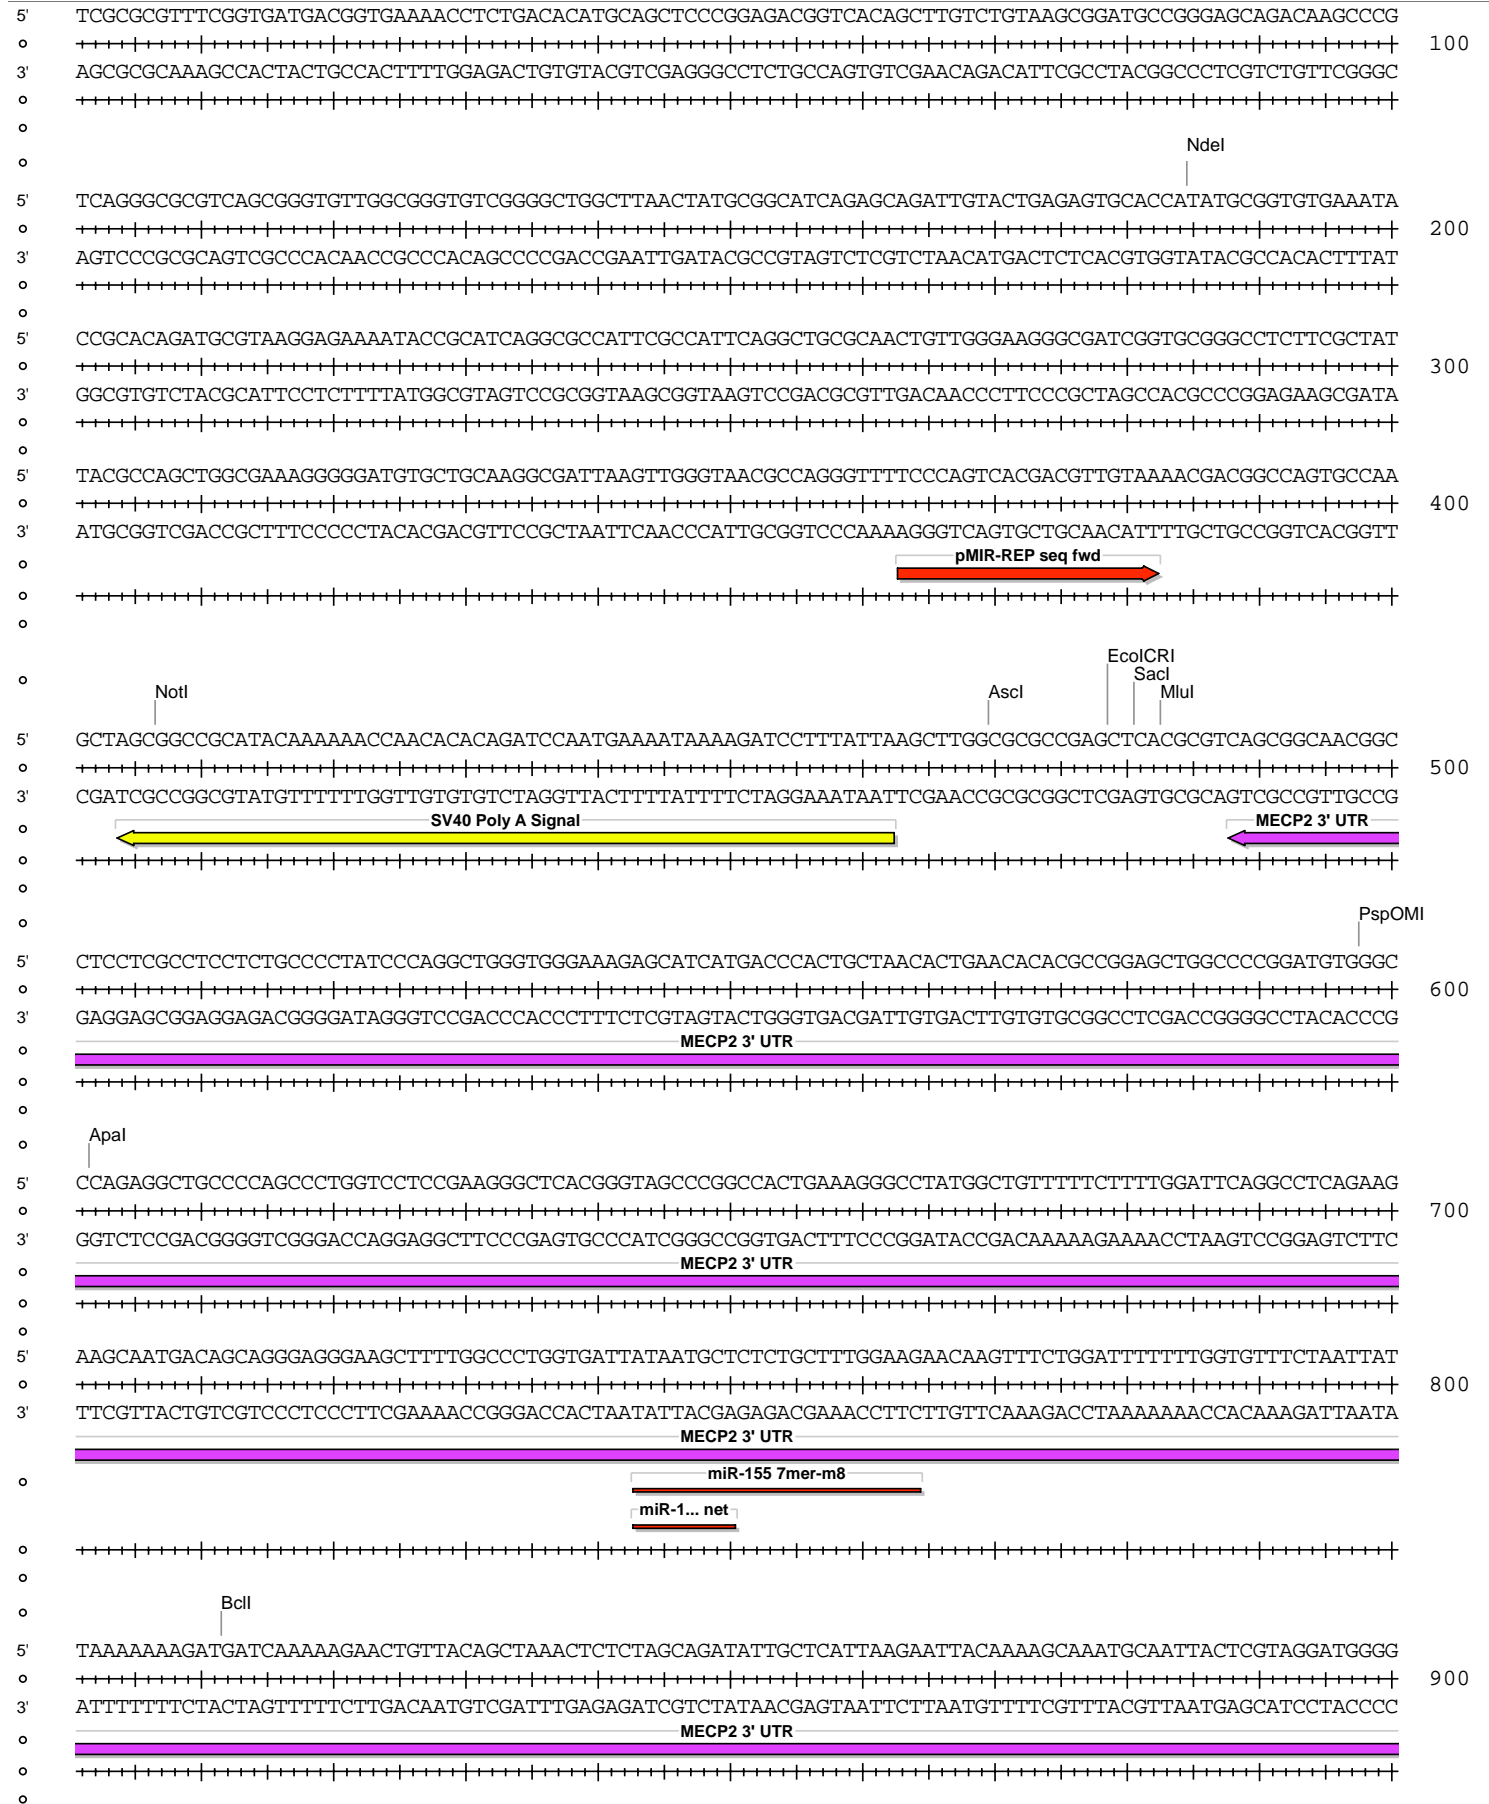 5' TCGCGCGTTTCGGTGATGACGGTGAAAACCTCTGACACATGCAGCTCCCGGAGACGGTCACAGCTTGTCTGTAAGCGGATGCCGGGAGCAGACAAGCCCG
100
3' AGCGCGCAAAGCCACTACTGCCACTTTTGGAGACTGTGTACGTCGAGGGCCTCTGCCAGTGTCGAACAGACATTCGCCTACGGCCCTCGTCTGTTCGGGC
NdeI
5' TCAGGGCGCGTCAGCGGGTGTTGGCGGGTGTCGGGGCTGGCTTAACTATGCGGCATCAGAGCAGATTGTACTGAGAGTGCACCATATGCGGTGTGAAATA
200
3' AGTCCCGCGCAGTCGCCCACAACCGCCCACAGCCCCGACCGAATTGATACGCCGTAGTCTCGTCTAACATGACTCTCACGTGGTATACGCCACACTTTAT
5' CCGCACAGATGCGTAAGGAGAAAATACCGCATCAGGCGCCATTCGCCATTCAGGCTGCGCAACTGTTGGGAAGGGCGATCGGTGCGGGCCTCTTCGCTAT
300
3' GGCGTGTCTACGCATTCCTCTTTTATGGCGTAGTCCGCGGTAAGCGGTAAGTCCGACGCGTTGACAACCCTTCCCGCTAGCCACGCCCGGAGAAGCGATA
5' TACGCCAGCTGGCGAAAGGGGGATGTGCTGCAAGGCGATTAAGTTGGGTAACGCCAGGGTTTTCCCAGTCACGACGTTGTAAAACGACGGCCAGTGCCAA
400
3' ATGCGGTCGACCGCTTTCCCCCTACACGACGTTCCGCTAATTCAACCCATTGCGGTCCCAAAAGGGTCAGTGCTGCAACATTTTGCTGCCGGTCACGGTT
pMIR-REP seq fwd
EcoICRI
SacI
NotI AscI MluI
5' GCTAGCGGCCGCATACAAAAAACCAACACACAGATCCAATGAAAATAAAAGATCCTTTATTAAGCTTGGCGCGCCGAGCTCACGCGTCAGCGGCAACGGC
500
3' CGATCGCCGGCGTATGTTTTTTGGTTGTGTGTCTAGGTTACTTTTATTTTCTAGGAAATAATTCGAACCGCGCGGCTCGAGTGCGCAGTCGCCGTTGCCG
SV40 Poly A Signal MECP2 3' UTR
PspOMI
5' CTCCTCGCCTCCTCTGCCCCTATCCCAGGCTGGGTGGGAAAGAGCATCATGACCCACTGCTAACACTGAACACACGCCGGAGCTGGCCCCGGATGTGGGC
600
3' GAGGAGCGGAGGAGACGGGGATAGGGTCCGACCCACCCTTTCTCGTAGTACTGGGTGACGATTGTGACTTGTGTGCGGCCTCGACCGGGGCCTACACCCG
MECP2 3' UTR
ApaI
5' CCAGAGGCTGCCCCAGCCCTGGTCCTCCGAAGGGCTCACGGGTAGCCCGGCCACTGAAAGGGCCTATGGCTGTTTTTCTTTTGGATTCAGGCCTCAGAAG
700
3' GGTCTCCGACGGGGTCGGGACCAGGAGGCTTCCCGAGTGCCCATCGGGCCGGTGACTTTCCCGGATACCGACAAAAAGAAAACCTAAGTCCGGAGTCTTC
MECP2 3' UTR
5' AAGCAATGACAGCAGGGAGGGAAGCTTTTGGCCCTGGTGATTATAATGCTCTCTGCTTTGGAAGAACAAGTTTCTGGATTTTTTTGGTGTTTCTAATTAT
800
3' TTCGTTACTGTCGTCCCTCCCTTCGAAAACCGGGACCACTAATATTACGAGAGACGAAACCTTCTTGTTCAAAGACCTAAAAAAACCACAAAGATTAATA
MECP2 3' UTR
miR-155 7mer-m8
miR-1... net
BclI
5' TAAAAAAAGATGATCAAAAAGAACTGTTACAGCTAAACTCTCTAGCAGATATTGCTCATTAAGAATTACAAAAGCAAATGCAATTACTCGTAGGATGGGG
900
3' ATTTTTTTCTACTAGTTTTTCTTGACAATGTCGATTTGAGAGATCGTCTATAACGAGTAATTCTTAATGTTTTCGTTTACGTTAATGAGCATCCTACCCC
MECP2 3' UTR